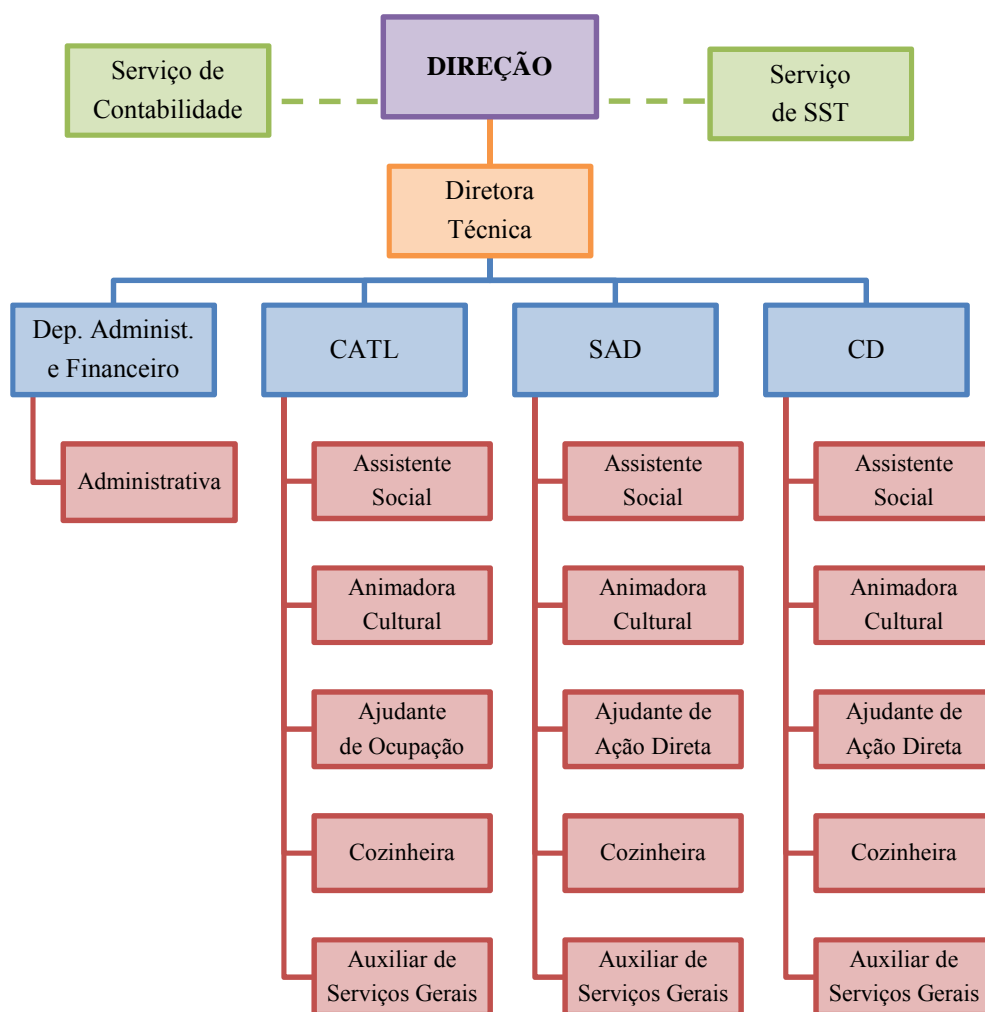 Serviço de
Contabilidade
DIREÇÃO
Serviço
de SST
Diretora
Técnica
Dep. Administ.
e Financeiro
CATL
SAD
CD
Administrativa
Assistente
Social
Assistente
Social
Assistente
Social
Animadora
Cultural
Animadora
Cultural
Animadora
Cultural
Ajudante
de Ocupação
Ajudante de
Ação Direta
Ajudante de
Ação Direta
Cozinheira
Cozinheira
Cozinheira
Auxiliar de
Serviços Gerais
Auxiliar de
Serviços Gerais
Auxiliar de
Serviços Gerais